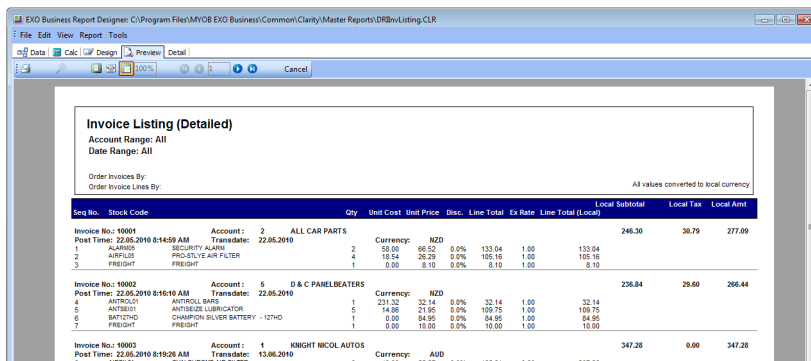 EXO Business Report Designer: C:\Program Files\MYOB EXO Business\Common\Clarity\Master Reports\DRIInvListing.CLR
File Edit View Report Tools
Data Calc Design Preview Detail
100% 1 Cancel
Invoice Listing (Detailed)
Account Range: All
Date Range: All
Order Invoices By:
Order Invoice Lines By:
All values converted to local currency
Local Subtotal Local Tax Local Amt
Seq No. Stock Code Qty Unit Cost Unit Price Disc. Line Total Ex Rate Line Total (Local)
Invoice No.: 10001 Account : 2 ALL CAR PARTS 246.30 30.79 277.09
Post Time: 22.05.2010 8:14:59 AM Transdate: 22.05.2010 Currency: NZD
1 ALARM05 SECURITY ALARM 2 58.00 66.52 0.0% 133.04 1.00 133.04
2 AIRFIL05 PRO-STLYE AIR FILTER 4 18.54 26.29 0.0% 105.16 1.00 105.16
3 FREIGHT FREIGHT 1 0.00 8.10 0.0% 8.10 1.00 8.10
Invoice No.: 10002 Account : 5 D & C PANELBEATERS 236.84 29.60 266.44
Post Time: 22.05.2010 8:16:10 AM Transdate: 22.05.2010 Currency: NZD
4 ANTROL01 ANTIROLL BARS 1 231.32 32.14 0.0% 32.14 1.00 32.14
5 ANTSEI01 ANTISEIZE LUBRICATOR 5 14.86 21.95 0.0% 109.75 1.00 109.75
6 BAT127HD CHAMPION SILVER BATTERY - 127HD 1 0.00 84.95 0.0% 84.95 1.00 84.95
7 FREIGHT FREIGHT 1 0.00 10.00 0.0% 10.00 1.00 10.00
Invoice No.: 10003 Account : 1 KNIGHT NICOL AUTOS 347.28 0.00 347.28
Post Time: 22.05.2010 8:19:26 AM Transdate: 13.06.2010 Currency: AUD